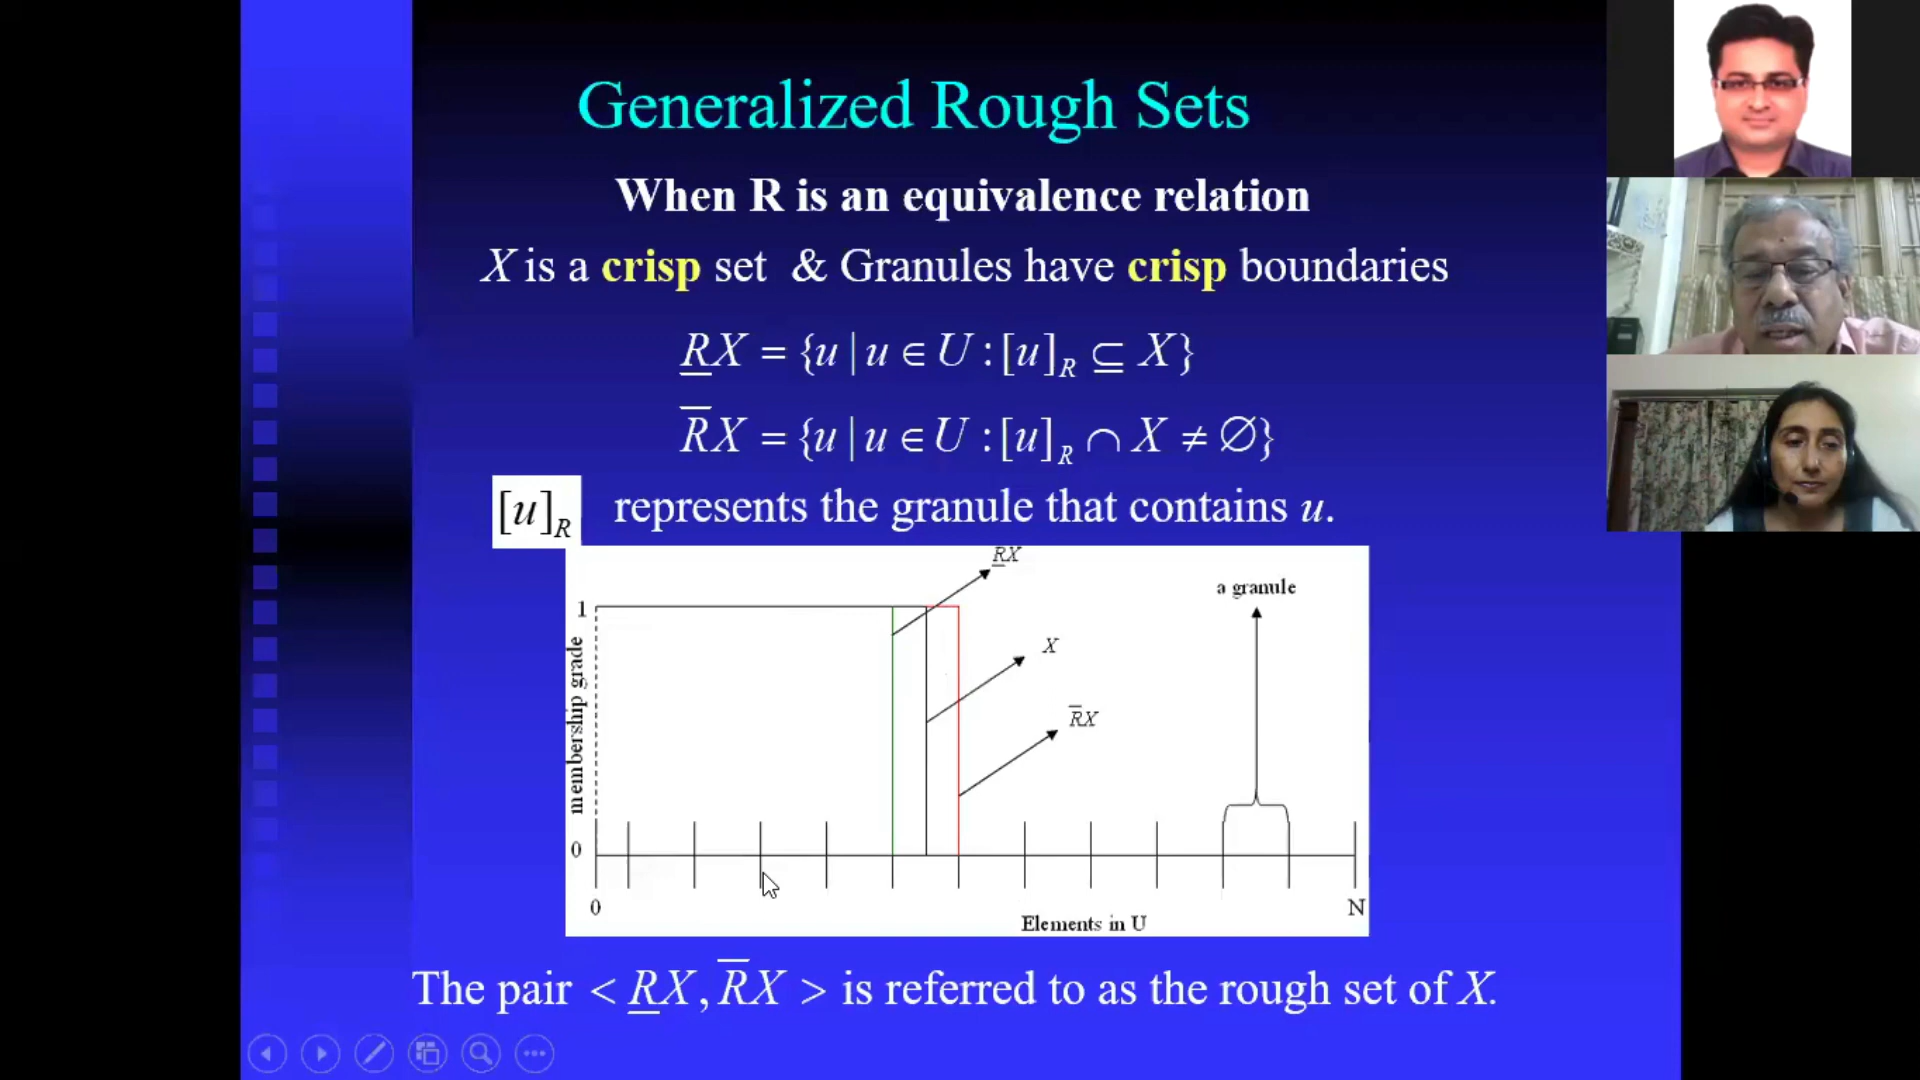 Generalized Rough Sets
When R is an equivalence relation
X is a crisp set & Granules have crisp boundaries
R̲X = {u | u ∈ U : [u]_R ⊆ X}
R̅X = {u | u ∈ U : [u]_R ∩ X ≠ ∅}
[u]_R represents the granule that contains u.
R̲X
a granule
1
X
R̅X
membership grade
0
0
N
Elements in U
The pair < R̲X, R̅X > is referred to as the rough set of X.